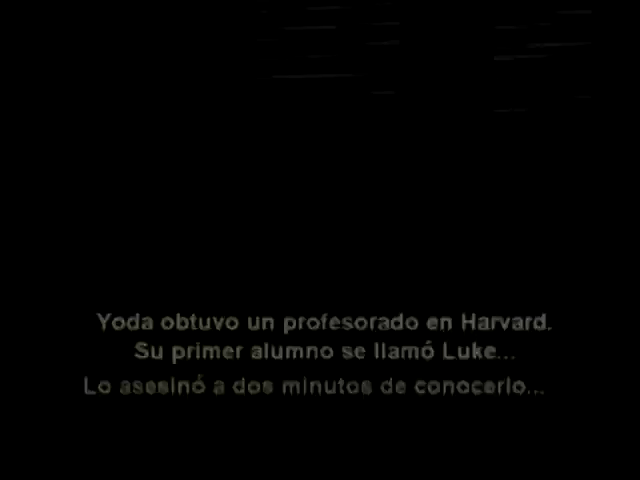 Yoda obtuvo un profesorado en Harvard.
Su primer alumno se llamó Luke...
Lo asesinó a dos minutos de conocerlo...